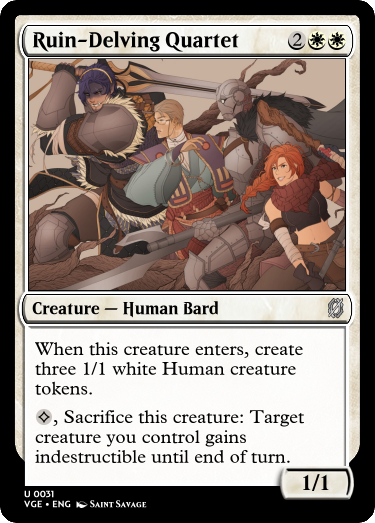 Ruin-Delving Quartet 2
Creature — Human Bard
When this creature enters, create
three 1/1 white Human creature
tokens.
, Sacrifice this creature: Target
creature you control gains
indestructible until end of turn.
1/1
U 0031
VGE • ENG Saint Savage